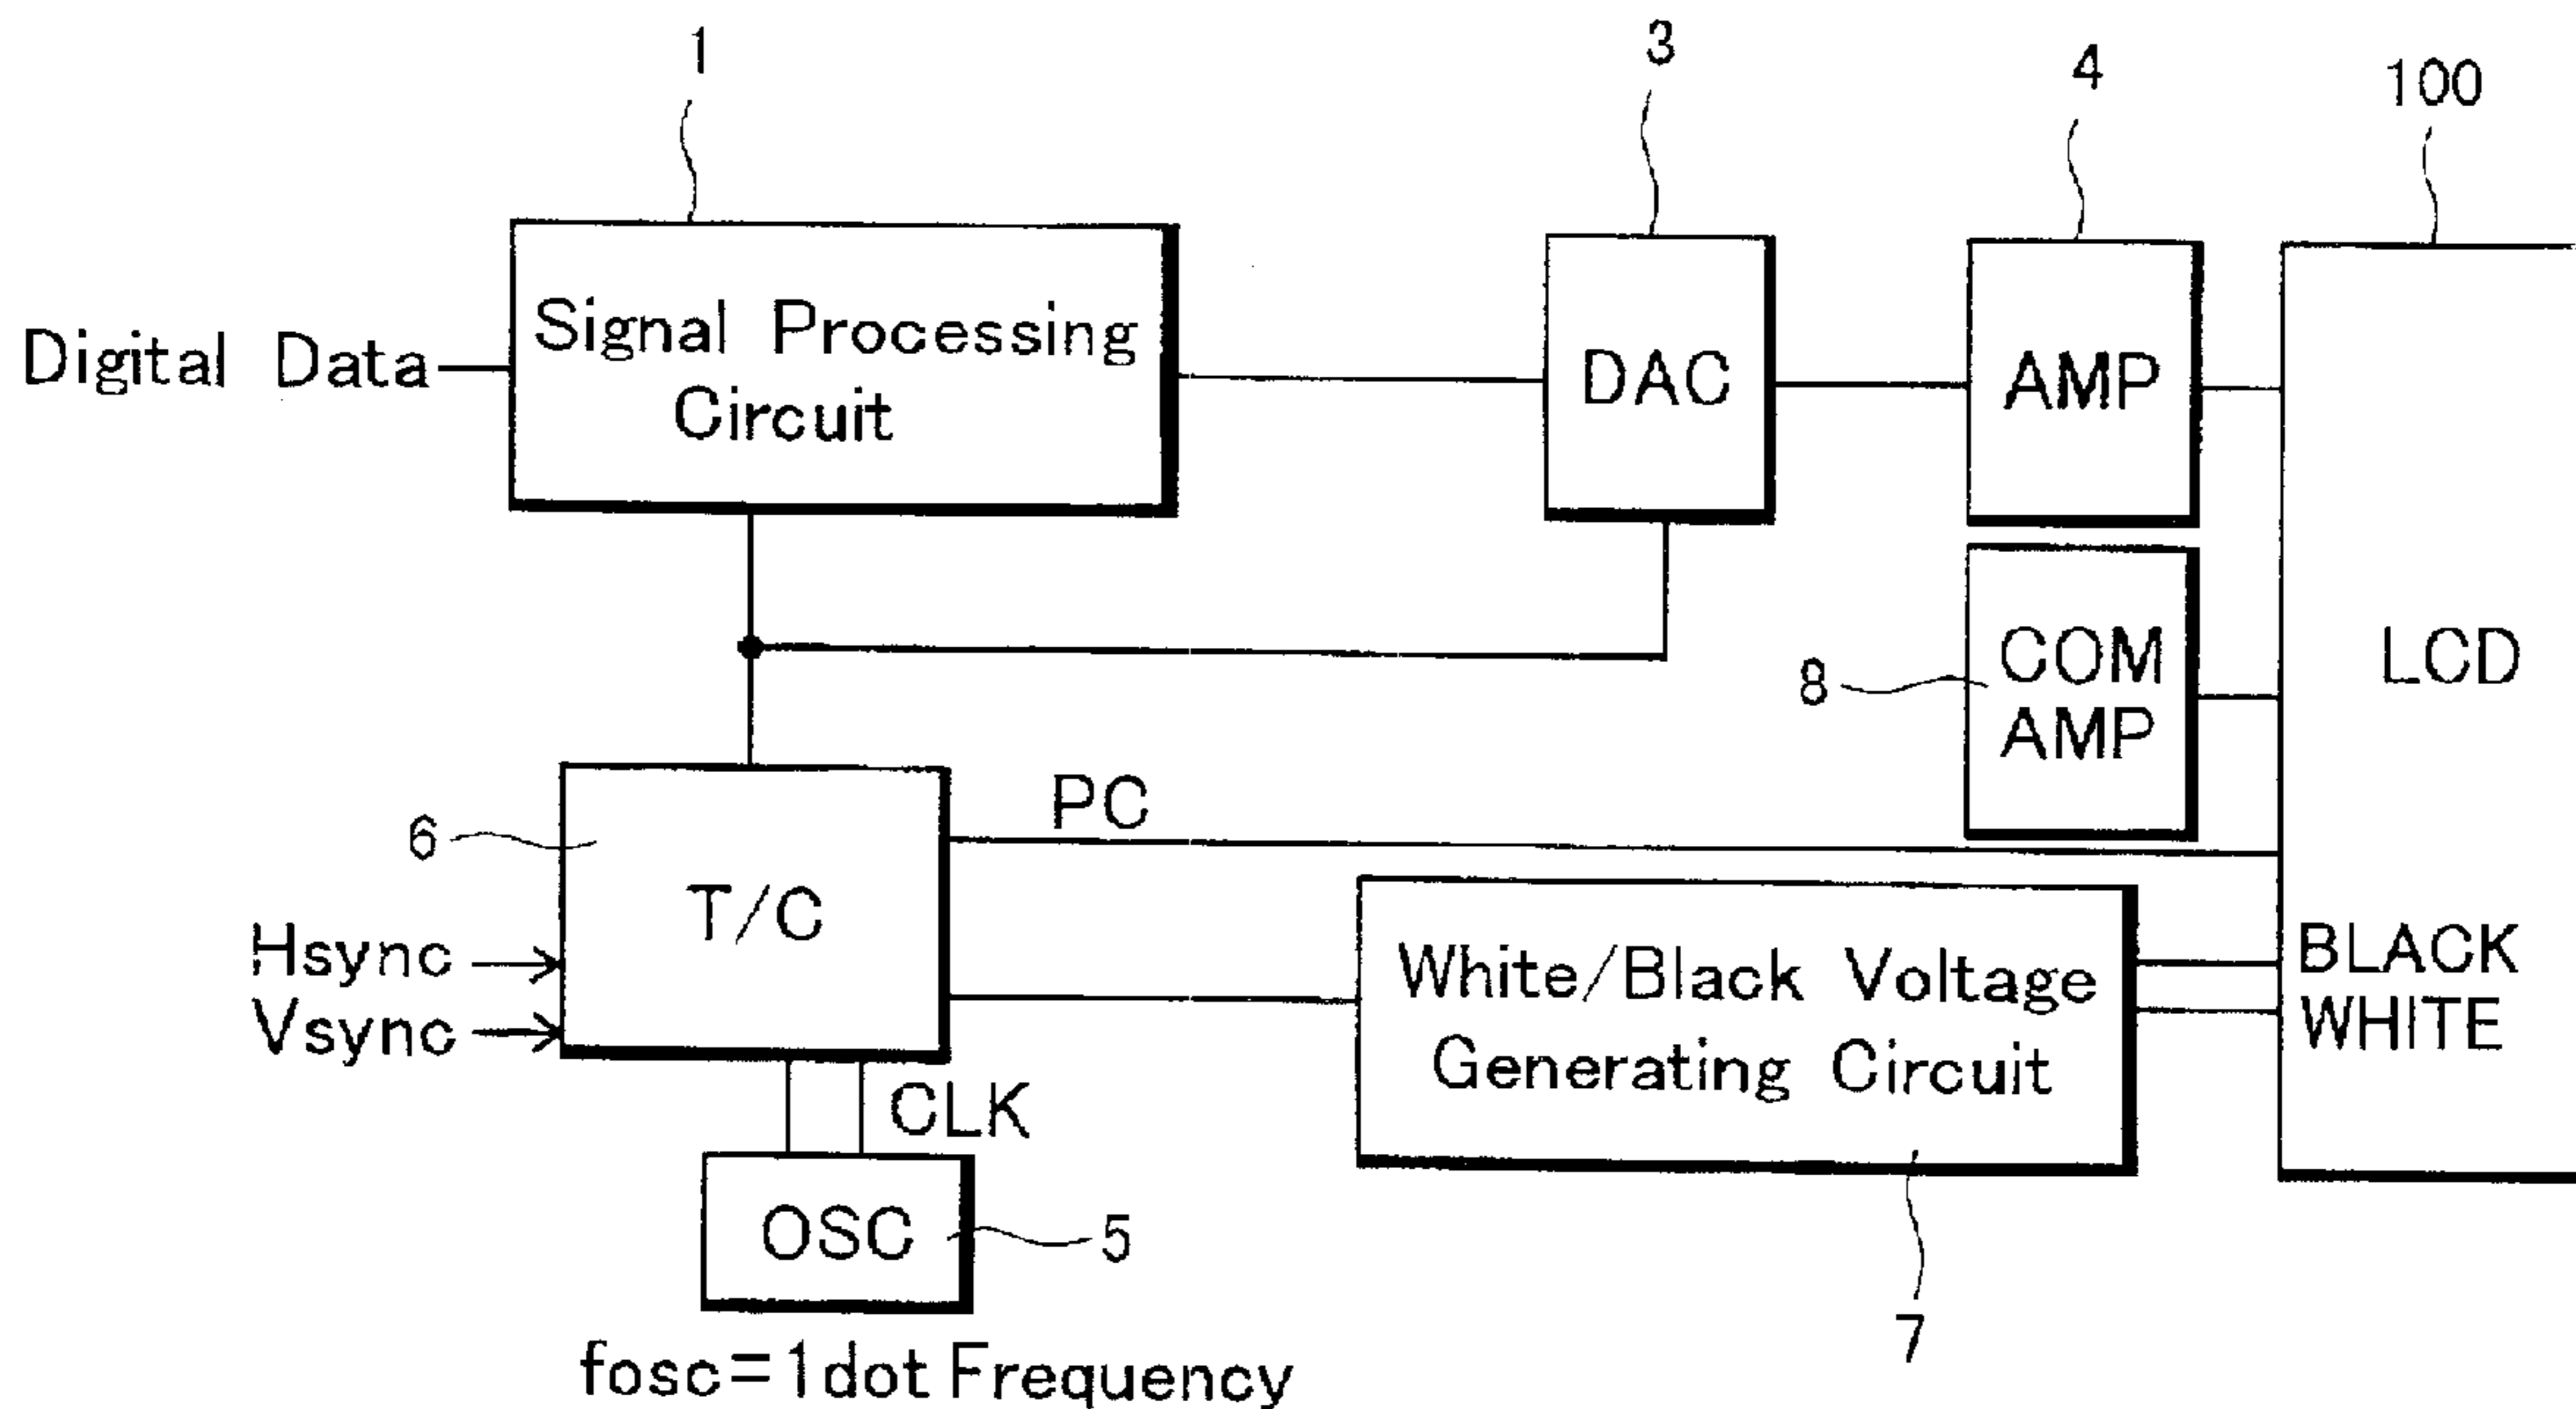 1
3
4
100
Digital Data
Signal Processing
Circuit
DAC
AMP
8
COM
AMP
LCD
6
T/C
PC
Hsync
Vsync
CLK
White/Black Voltage
Generating Circuit
BLACK
WHITE
OSC
5
7
fosc=1dot Frequency